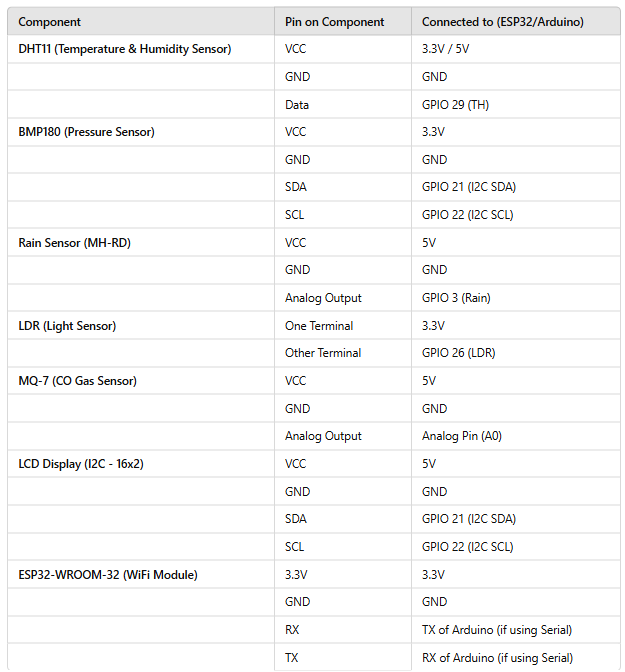 Component Pin on Component Connected to (ESP32/Arduino)
DHT11 (Temperature & Humidity Sensor) VCC 3.3V / 5V
GND GND
Data GPIO 29 (TH)
BMP180 (Pressure Sensor) VCC 3.3V
GND GND
SDA GPIO 21 (I2C SDA)
SCL GPIO 22 (I2C SCL)
Rain Sensor (MH-RD) VCC 5V
GND GND
Analog Output GPIO 3 (Rain)
LDR (Light Sensor) One Terminal 3.3V
Other Terminal GPIO 26 (LDR)
MQ-7 (CO Gas Sensor) VCC 5V
GND GND
Analog Output Analog Pin (A0)
LCD Display (I2C - 16x2) VCC 5V
GND GND
SDA GPIO 21 (I2C SDA)
SCL GPIO 22 (I2C SCL)
ESP32-WROOM-32 (WiFi Module) 3.3V 3.3V
GND GND
RX TX of Arduino (if using Serial)
TX RX of Arduino (if using Serial)